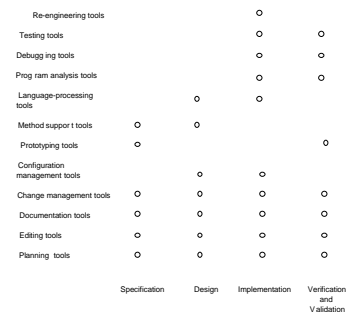 Re-engineering tools
Testing tools
Debugg ing tools
Prog ram analysis tools
Language-processing
tools
Method suppor t tools
Prototyping tools
Configuration
management tools
Change management tools
Documentation tools
Editing tools
Planning tools
Specification Design Implementation Verification
and
Validation